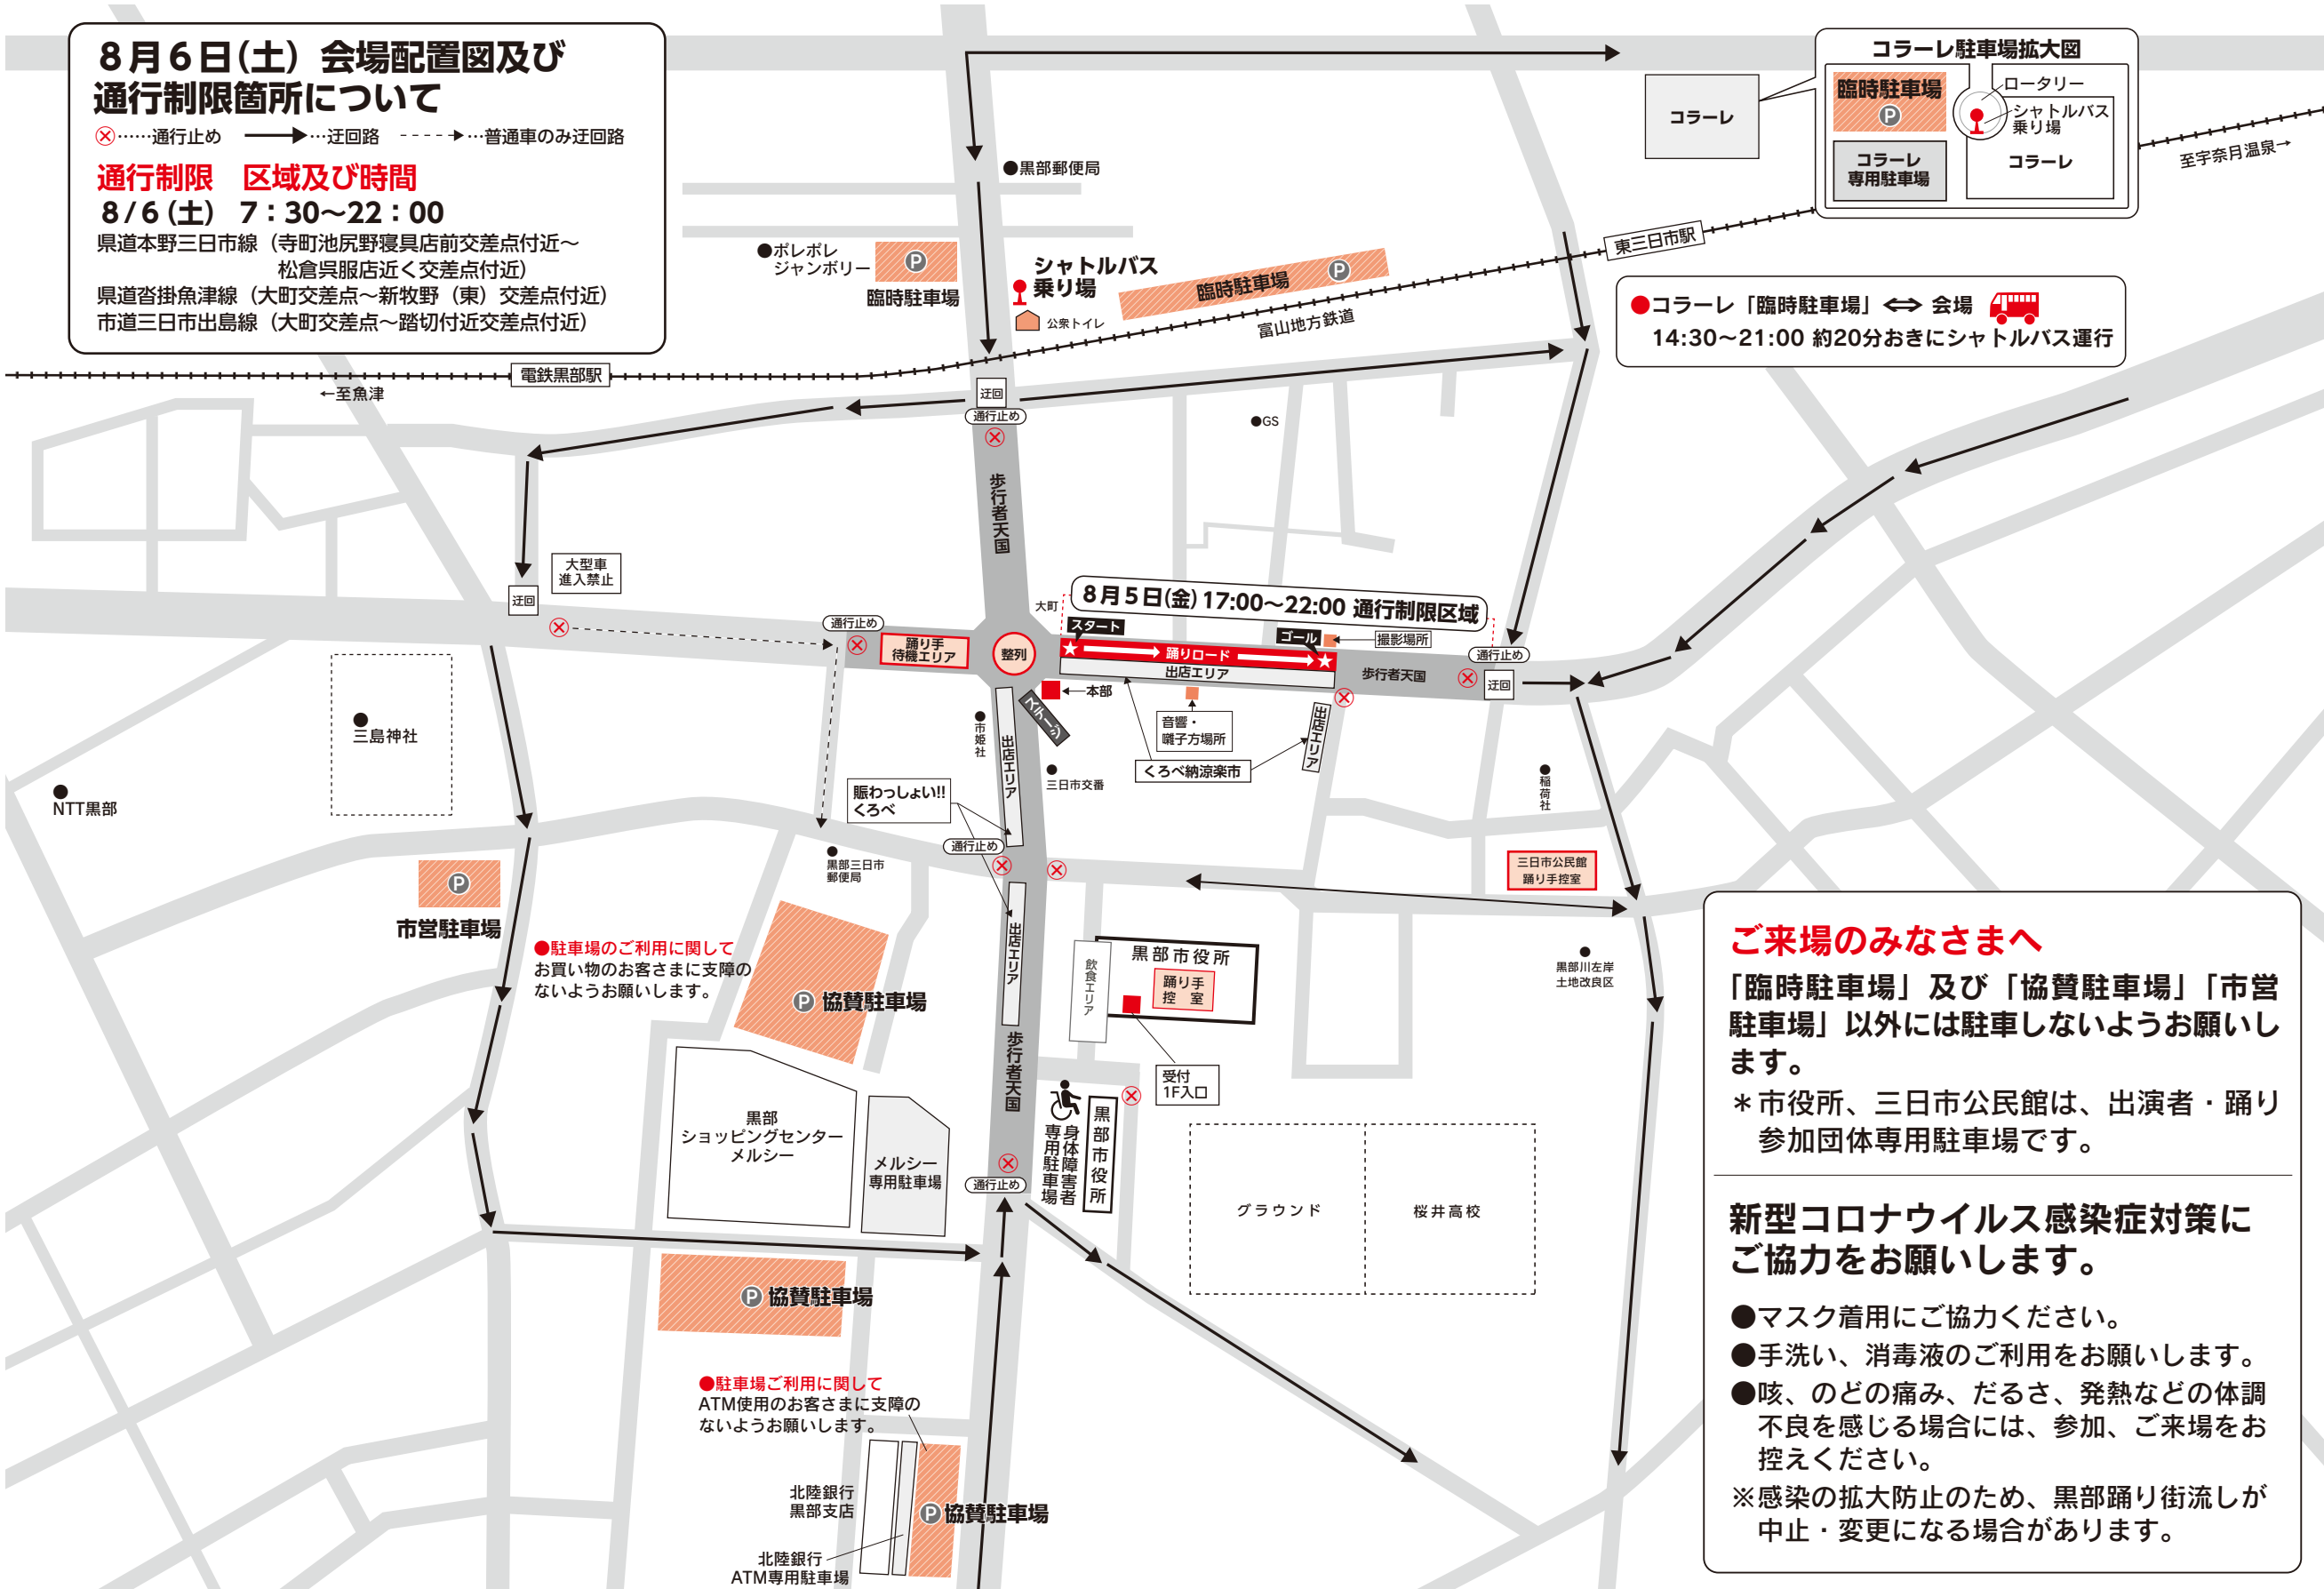 8月6日(土) 会場配置図及び
通行制限箇所について
……通行止め …迂回路 …普通車のみ迂回路
通行制限 区域及び時間
8/6(土) 7：30～22：00
県道本野三日市線（寺町池尻野寝具店前交差点付近～
松倉呉服店近く交差点付近）
県道沓掛魚津線（大町交差点～新牧野（東）交差点付近）
市道三日市出島線（大町交差点～踏切付近交差点付近）
コラーレ
コラーレ駐車場拡大図
臨時駐車場
P
ロータリー
シャトルバス
乗り場
コラーレ
専用駐車場
コラーレ
至宇奈月温泉→
東三日市駅
●コラーレ「臨時駐車場」⇔ 会場
14:30～21:00 約20分おきにシャトルバス運行
●黒部郵便局
●ポレポレ
ジャンボリー
P
臨時駐車場
シャトルバス
乗り場
公衆トイレ
臨時駐車場 P
富山地方鉄道
電鉄黒部駅
←至魚津
迂回
通行止め
●GS
歩行者天国
大型車
進入禁止
迂回
通行止め
踊り手
待機エリア
整列
大町
8月5日(金)17:00～22:00 通行制限区域
スタート
ゴール
撮影場所
踊りロード
出店エリア
歩行者天国
通行止め
迂回
本部
ステージ
音響・
囃子方場所
くろべ納涼楽市
出店エリア
●市姫社
出店エリア
●
三日市交番
●
稲荷社
●
三島神社
●
NTT黒部
賑わっしょい!!
くろべ
通行止め
●
黒部三日市
郵便局
三日市公民館
踊り手控室
P
市営駐車場
●駐車場のご利用に関して
お買い物のお客さまに支障の
ないようお願いします。
P 協賛駐車場
出店エリア
飲食エリア
黒部市役所
踊り手
控 室
受付
1F入口
●
黒部川左岸
土地改良区
歩行者天国
黒部
ショッピングセンター
メルシー
メルシー
専用駐車場
通行止め
身体障害者
専用駐車場
黒部市役所
グラウンド
桜井高校
P 協賛駐車場
●駐車場ご利用に関して
ATM使用のお客さまに支障の
ないようお願いします。
北陸銀行
黒部支店
P 協賛駐車場
北陸銀行
ATM専用駐車場
ご来場のみなさまへ
「臨時駐車場」及び「協賛駐車場」「市営
駐車場」以外には駐車しないようお願いし
ます。
＊市役所、三日市公民館は、出演者・踊り
参加団体専用駐車場です。
新型コロナウイルス感染症対策に
ご協力をお願いします。
●マスク着用にご協力ください。
●手洗い、消毒液のご利用をお願いします。
●咳、のどの痛み、だるさ、発熱などの体調
不良を感じる場合には、参加、ご来場をお
控えください。
※感染の拡大防止のため、黒部踊り街流しが
中止・変更になる場合があります。